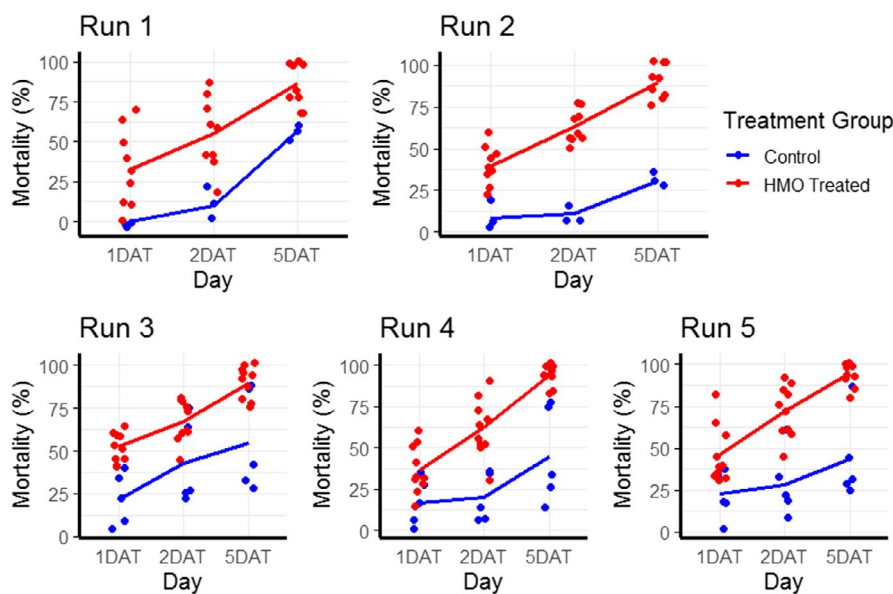 Run 1
Run 2
Mortality (%)
100
75
50
25
0
1DAT 2DAT 5DAT
Day
Mortality (%)
100
75
50
25
0
1DAT 2DAT 5DAT
Day
Treatment Group
Control
HMO Treated
Run 3
Run 4
Run 5
Mortality (%)
100
75
50
25
0
1DAT 2DAT 5DAT
Day
Mortality (%)
100
75
50
25
0
1DAT 2DAT 5DAT
Day
Mortality (%)
100
75
50
25
0
1DAT 2DAT 5DAT
Day